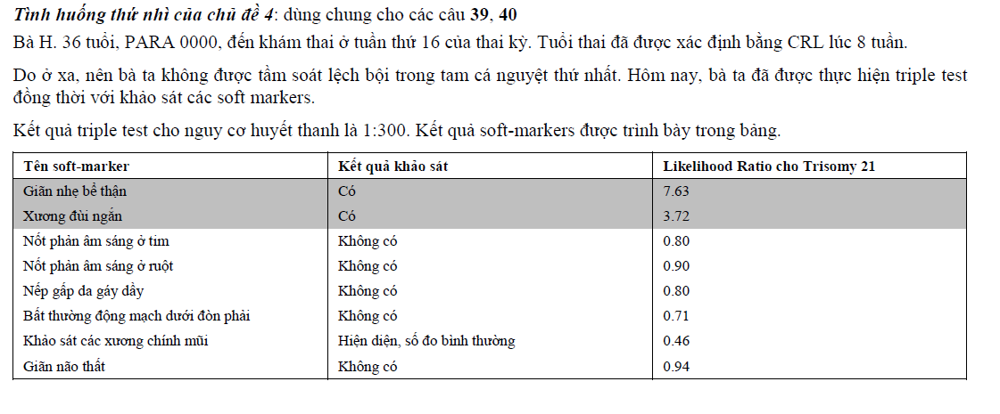 Tình huống thứ nhì của chủ đề 4: dùng chung cho các câu 39, 40
Bà H. 36 tuổi, PARA 0000, đến khám thai ở tuần thứ 16 của thai kỳ. Tuổi thai đã được xác định bằng CRL lúc 8 tuần.
Do ở xa, nên bà ta không được tầm soát lệch bội trong tam cá nguyệt thứ nhất. Hôm nay, bà ta đã được thực hiện triple test
đồng thời với khảo sát các soft markers.
Kết quả triple test cho nguy cơ huyết thanh là 1:300. Kết quả soft-markers được trình bày trong bảng.
Tên soft-marker Kết quả khảo sát Likelihood Ratio cho Trisomy 21
Giãn nhẹ bể thận Có 7.63
Xương đùi ngắn Có 3.72
Nốt phản âm sáng ở tim Không có 0.80
Nốt phản âm sáng ở ruột Không có 0.90
Nếp gấp da gáy dầy Không có 0.80
Bất thường động mạch dưới đòn phải Không có 0.71
Khảo sát các xương chính mũi Hiện diện, số đo bình thường 0.46
Giãn não thất Không có 0.94